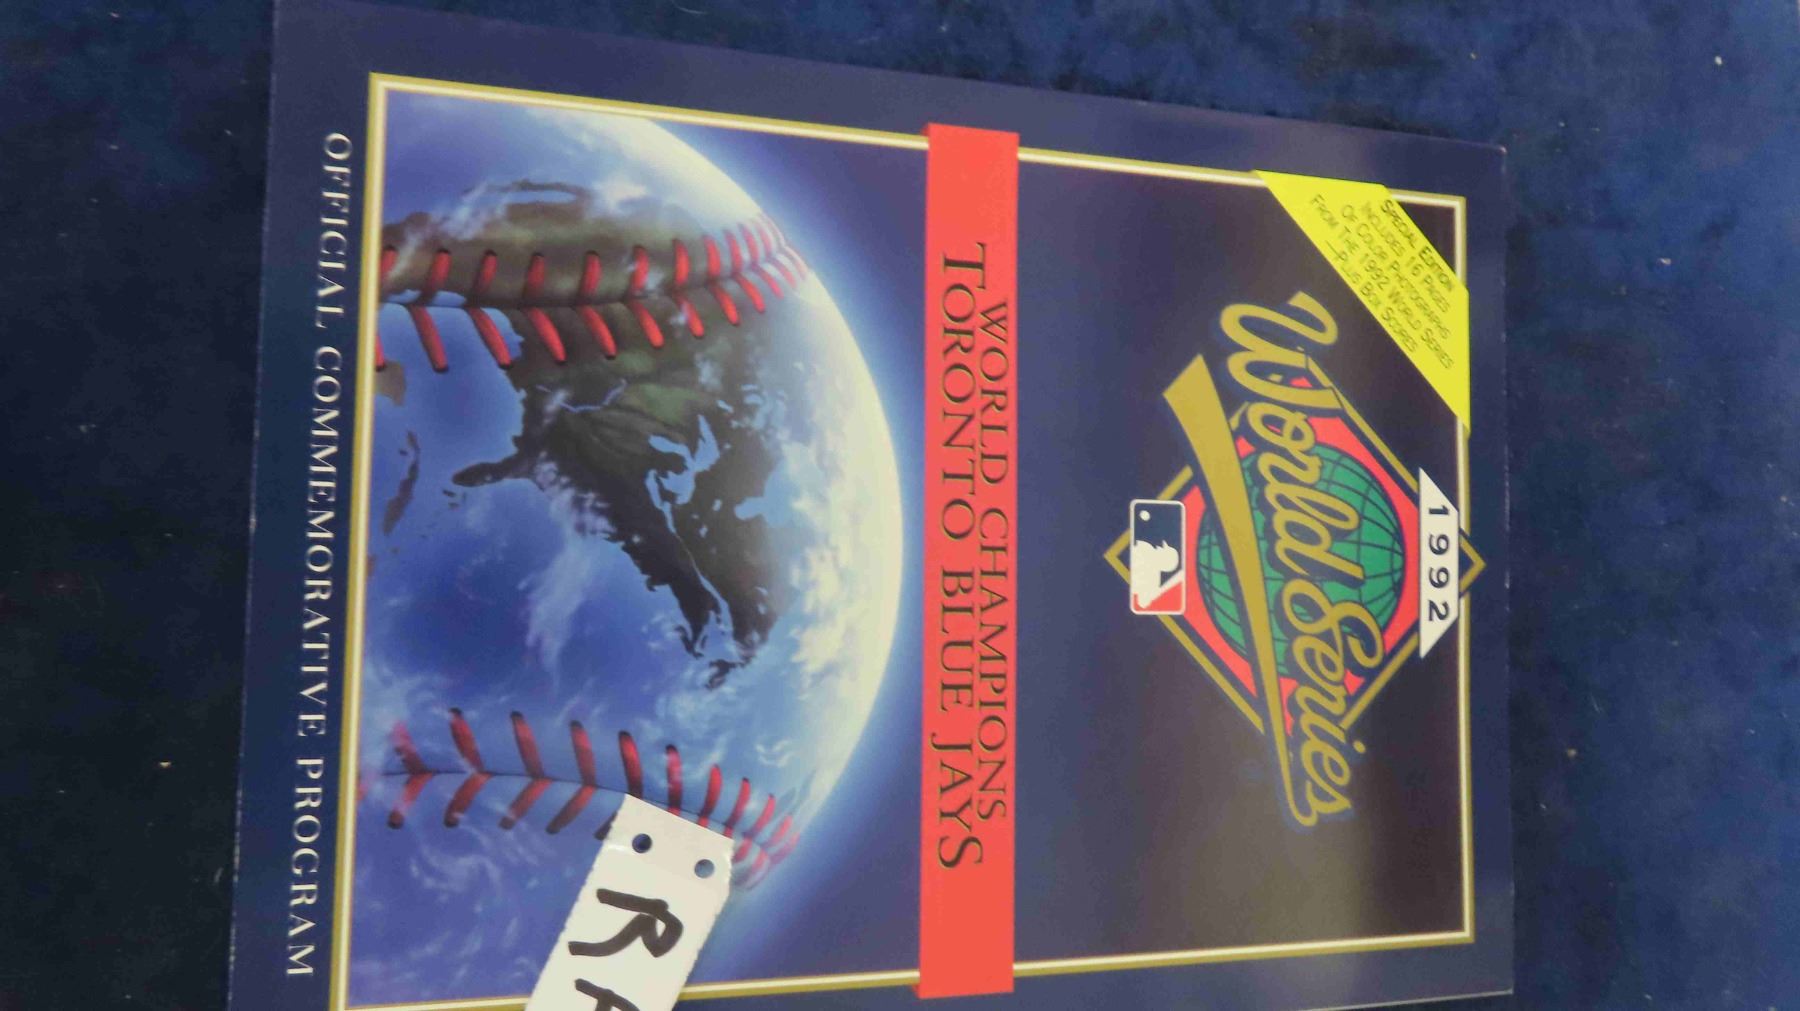 SPECIAL EDITION
INCLUDES 16 PAGES
OF COLOR PHOTOGRAPHS
FROM THE 1992 WORLD SERIES
—PLUS BOX SCORES
1992
World Series
WORLD CHAMPIONS
TORONTO BLUE JAYS
OFFICIAL COMMEMORATIVE PROGRAM